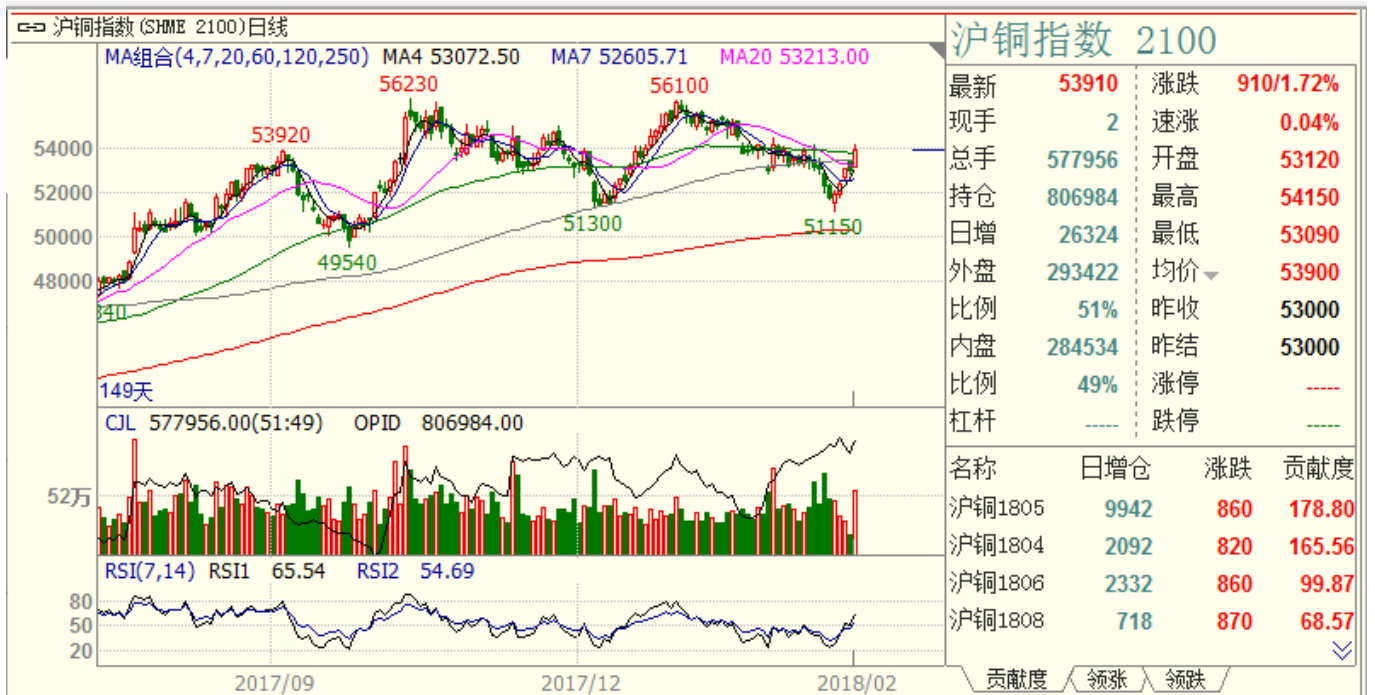 沪铜指数(SHME 2100)日线
MA组合(4,7,20,60,120,250) MA4 53072.50 MA7 52605.71 MA20 53213.00
56230
56100
53920
54000
52000
51300
51150
50000
49540
48000
340
149天
CJL 577956.00(51:49) OPID 806984.00
52万
RSI(7,14) RSI1 65.54 RSI2 54.69
80
50
20
2017/09 2017/12 2018/02
沪铜指数 2100
最新 53910 涨跌 910/1.72%
现手 2 速涨 0.04%
总手 577956 开盘 53120
持仓 806984 最高 54150
日增 26324 最低 53090
外盘 293422 均价 53900
比例 51% 昨收 53000
内盘 284534 昨结 53000
比例 49% 涨停 -----
杠杆 ----- 跌停 -----
名称 日增仓 涨跌 贡献度
沪铜1805 9942 860 178.80
沪铜1804 2092 820 165.56
沪铜1806 2332 860 99.87
沪铜1808 718 870 68.57
贡献度 领涨 领跌